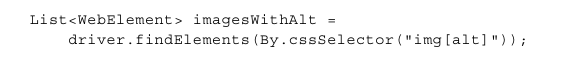 List<WebElement> imagesWithAlt =
driver.findElements(By.cssSelector("img[alt]"));